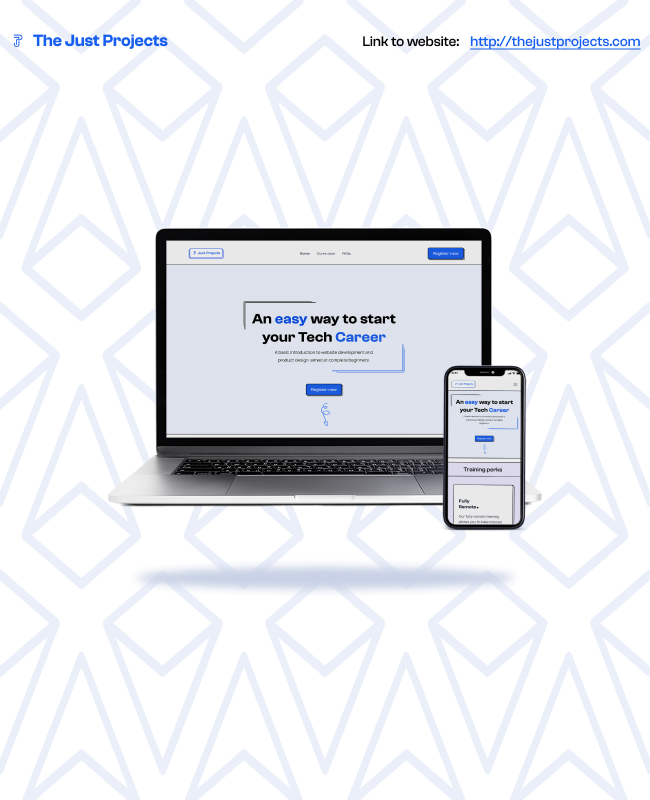 The Just Projects
Link to website: http://thejustprojects.com
Just Projects
Home Curriculum FAQs
Register now
An easy way to start
your Tech Career
A basic introduction to website development and
product design aimed at complete beginners
Register now
Just Projects
An easy way to start
your Tech Career
Register now
Training perks
Fully
Remote.
Our fully remote training
allows you to take courses